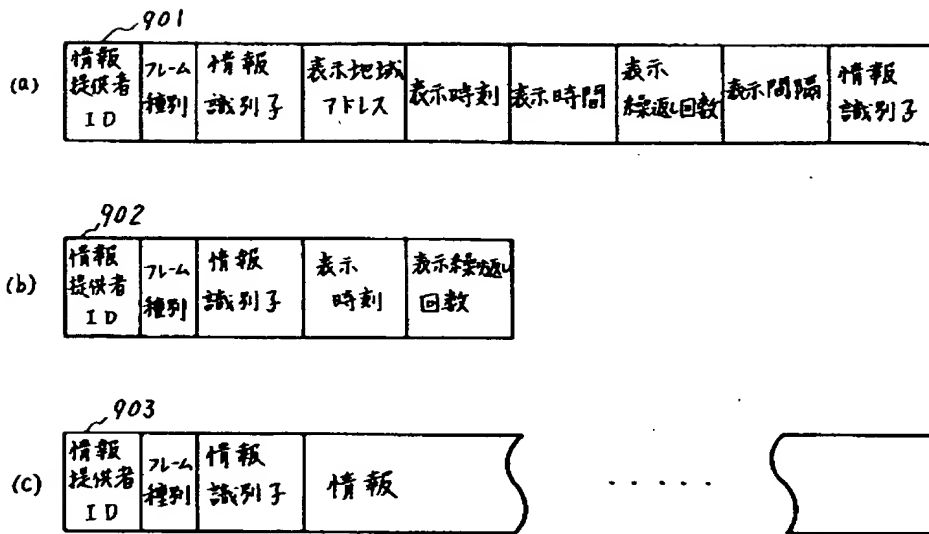 901
(a)
情報
提供者
ID
フレーム
種別
情報
識別子
表示地域
アドレス
表示時刻
表示時間
表示
繰返し回数
表示間隔
情報
識別子
902
(b)
情報
提供者
ID
フレーム
種別
情報
識別子
表示
時刻
表示繰返し
回数
903
(c)
情報
提供者
ID
フレーム
種別
情報
識別子
情報
.....